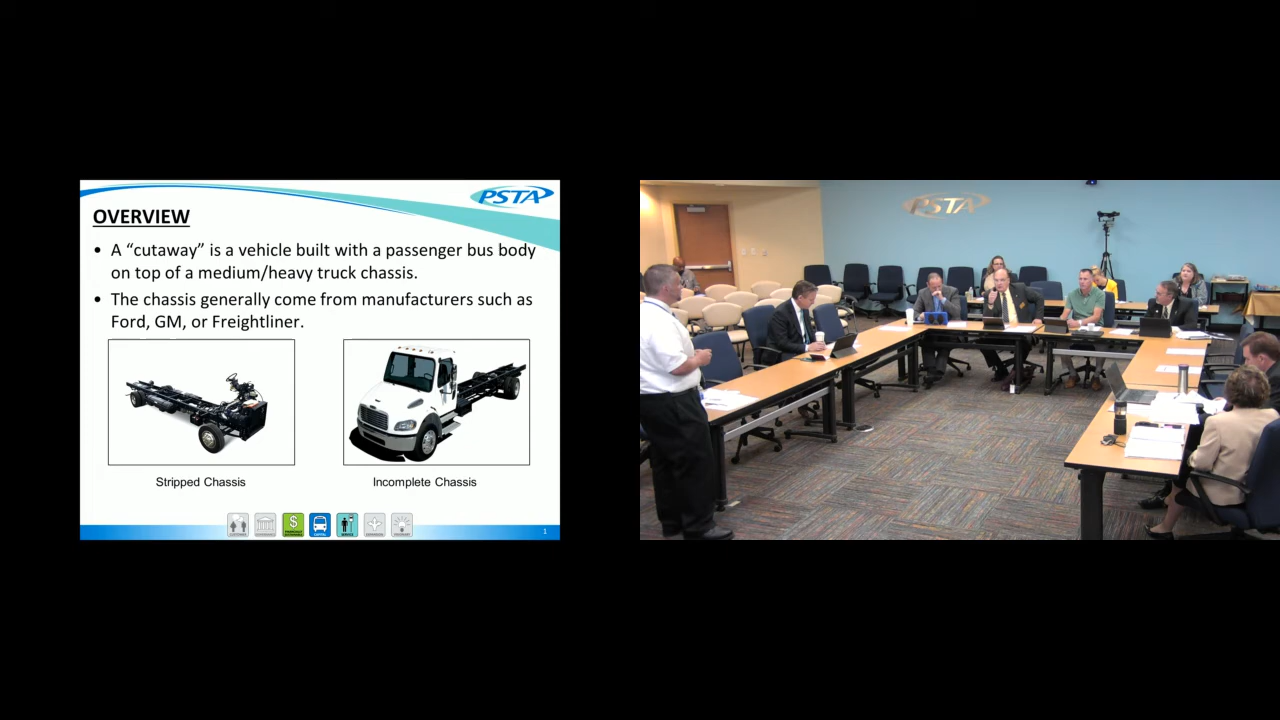 PSTA
OVERVIEW
• A “cutaway” is a vehicle built with a passenger bus body
on top of a medium/heavy truck chassis.
• The chassis generally come from manufacturers such as
Ford, GM, or Freightliner.
Stripped Chassis
Incomplete Chassis
1
PSTA